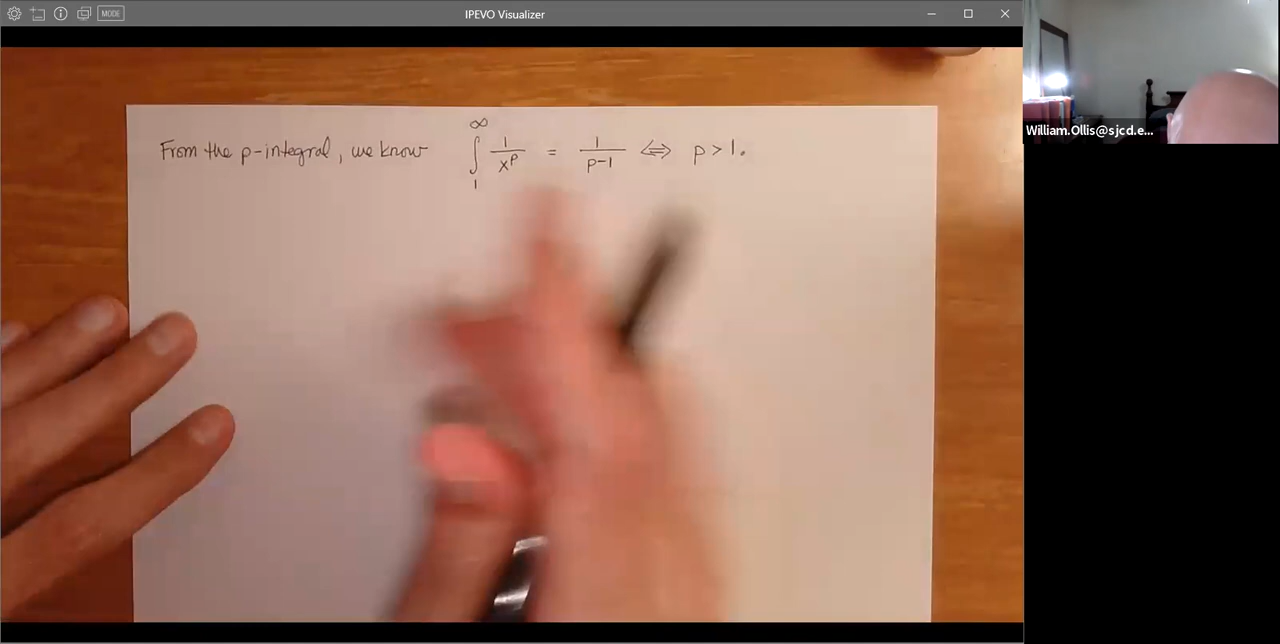 MODE
IPEVO Visualizer
From the p-integral, we know ∫₁^∞ 1/x^p = 1/(p-1) ⟺ p > 1.
William.Ollis@sjcd.e...